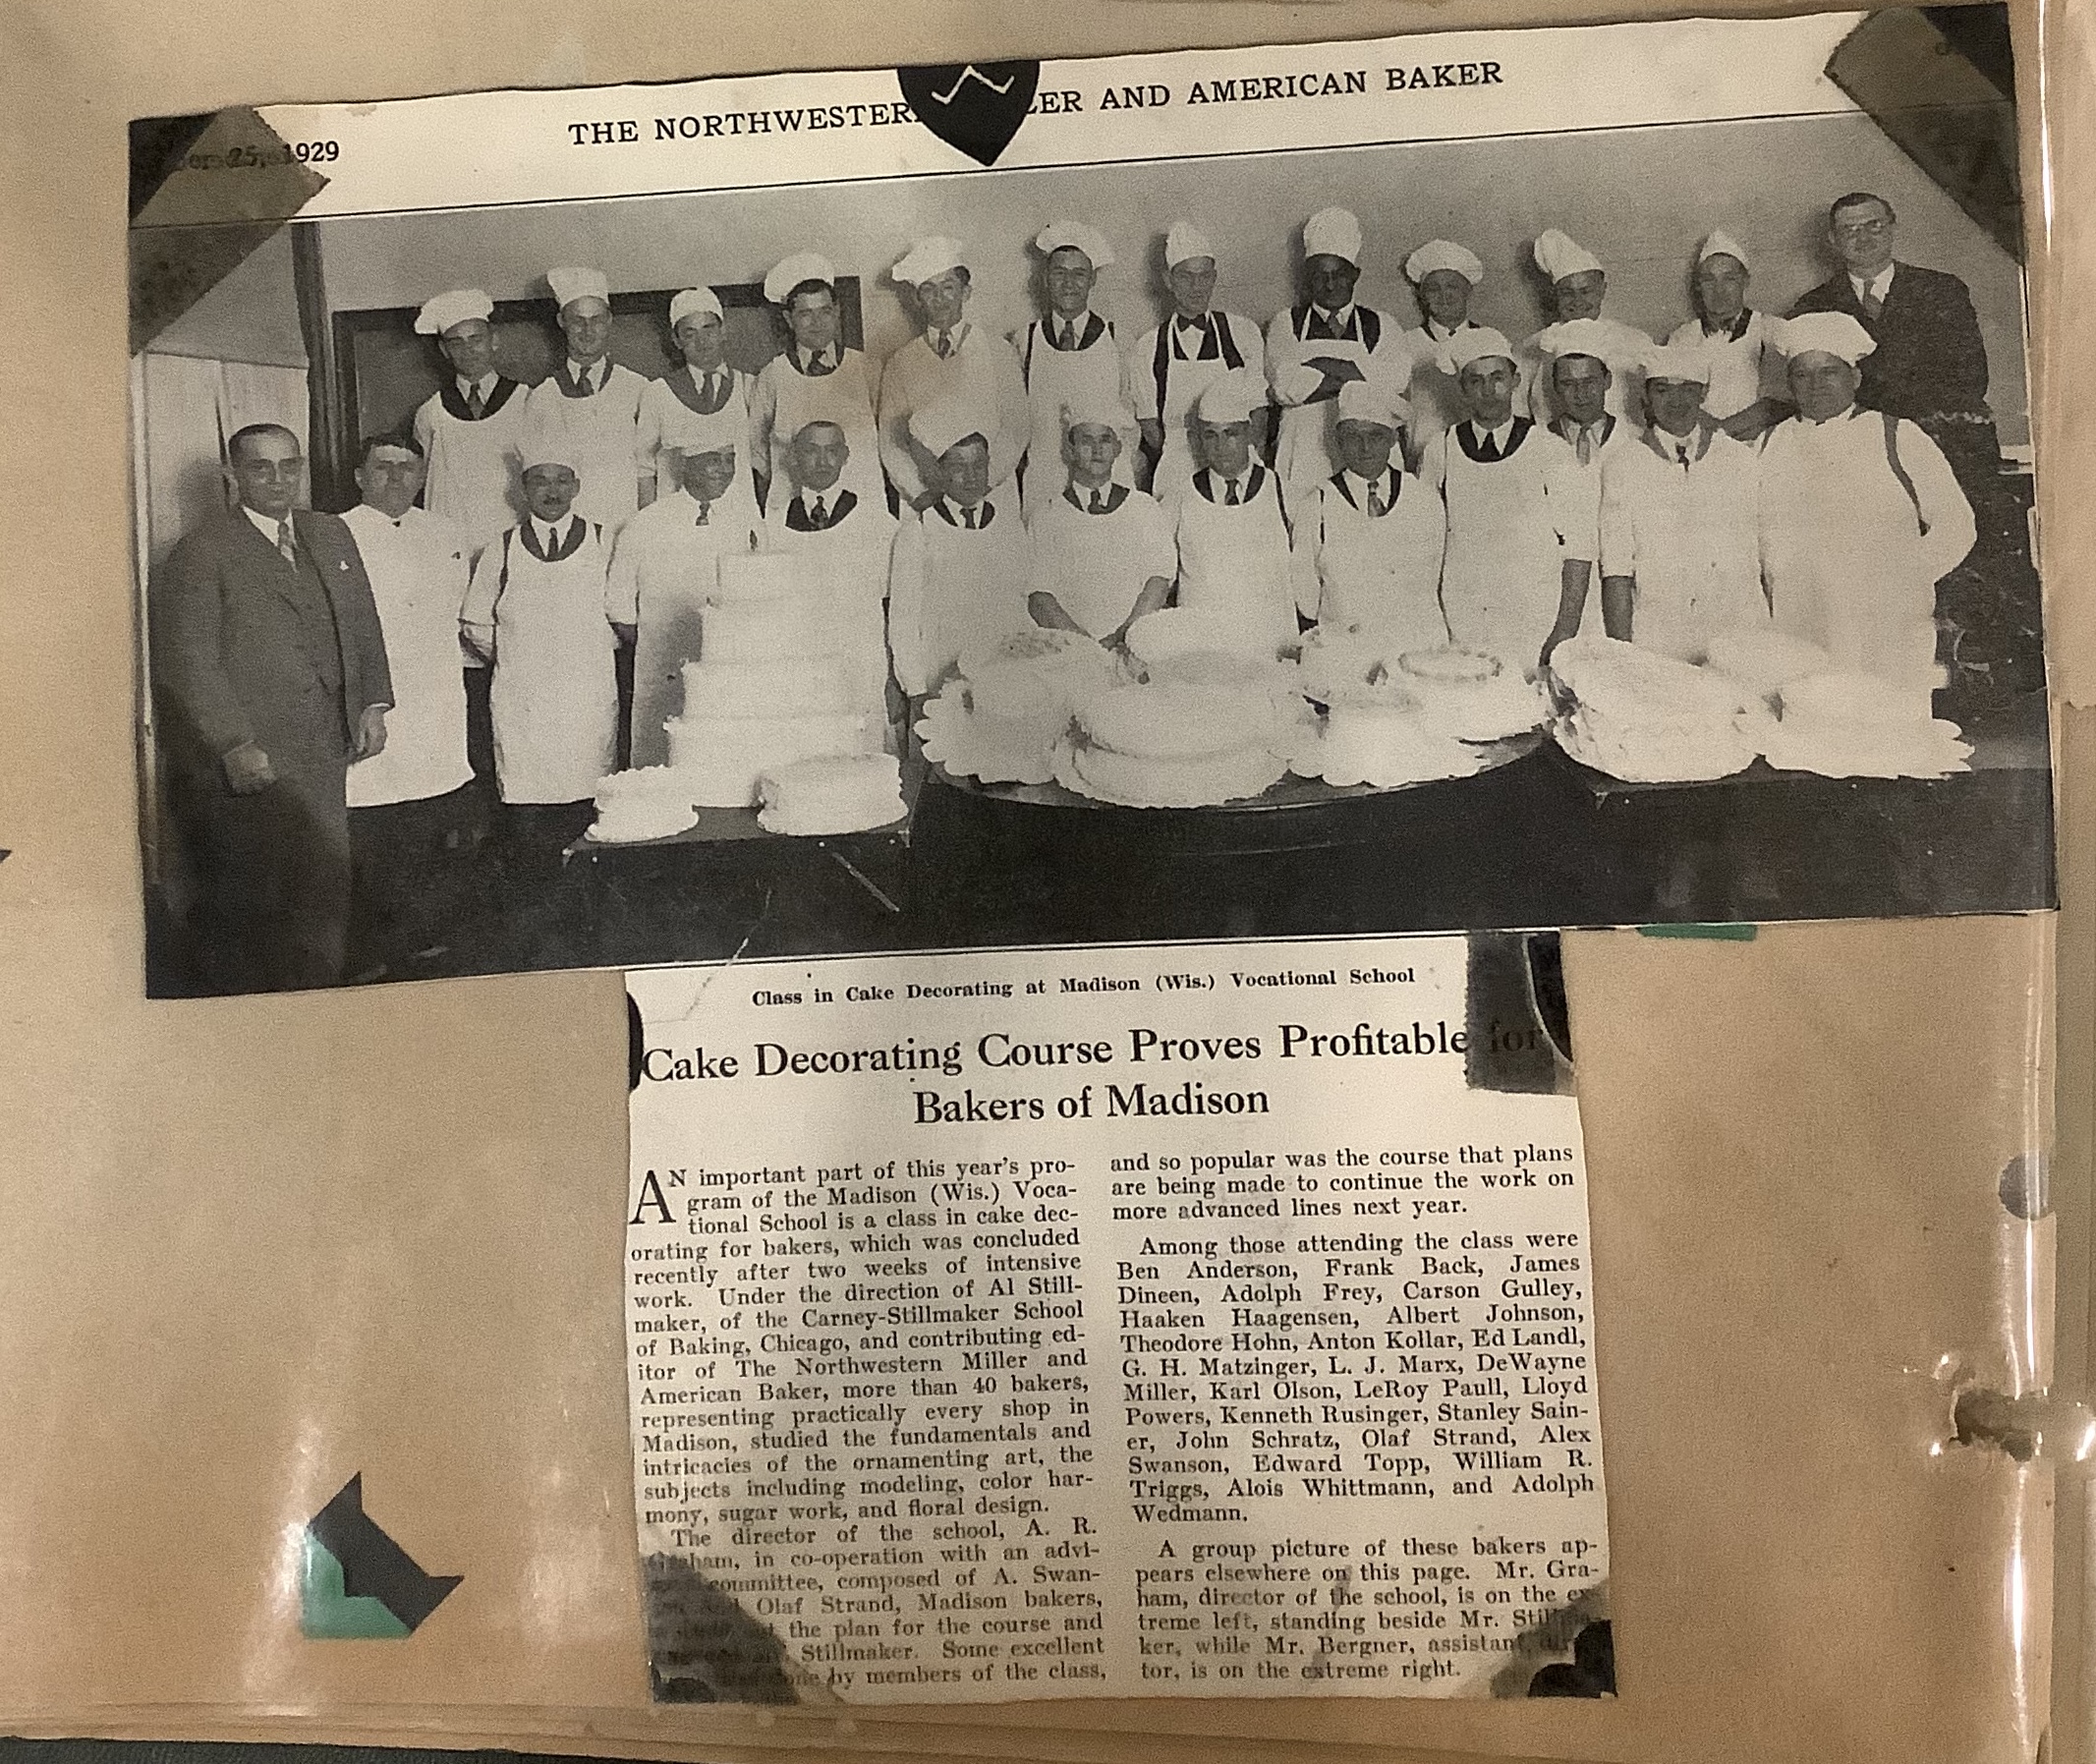 25, 1929
THE NORTHWESTER ER AND AMERICAN BAKER
Class in Cake Decorating at Madison (Wis.) Vocational School
Cake Decorating Course Proves Profitable for
Bakers of Madison
AN important part of this year's pro-
gram of the Madison (Wis.) Voca-
tional School is a class in cake dec-
orating for bakers, which was concluded
recently after two weeks of intensive
work. Under the direction of Al Still-
maker, of the Carney-Stillmaker School
of Baking, Chicago, and contributing ed-
itor of The Northwestern Miller and
American Baker, more than 40 bakers,
representing practically every shop in
Madison, studied the fundamentals and
intricacies of the ornamenting art, the
subjects including modeling, color har-
mony, sugar work, and floral design.
The director of the school, A. R.
Graham, in co-operation with an advi-
committee, composed of A. Swan-
Olaf Strand, Madison bakers,
the plan for the course and
Stillmaker. Some excellent
by members of the class,
and so popular was the course that plans
are being made to continue the work on
more advanced lines next year.
Among those attending the class were
Ben Anderson, Frank Back, James
Dineen, Adolph Frey, Carson Gulley,
Haaken Haagensen, Albert Johnson,
Theodore Hohn, Anton Kollar, Ed Landl,
G. H. Matzinger, L. J. Marx, DeWayne
Miller, Karl Olson, LeRoy Paull, Lloyd
Powers, Kenneth Rusinger, Stanley Sain-
er, John Schratz, Olaf Strand, Alex
Swanson, Edward Topp, William R.
Triggs, Alois Whittmann, and Adolph
Wedmann.
A group picture of these bakers ap-
pears elsewhere on this page. Mr. Gra-
ham, director of the school, is on the ex-
treme left, standing beside Mr. Stillma-
ker, while Mr. Bergner, assistant direc-
tor, is on the extreme right.